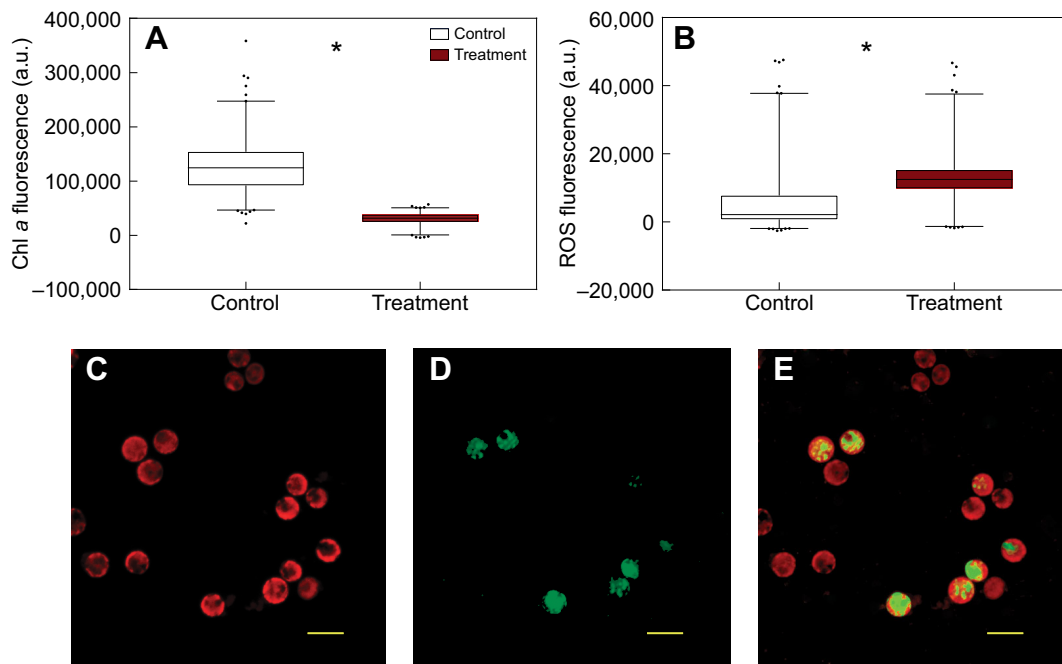 A
*
Control
Treatment
Chl a fluorescence (a.u.)
400,000
300,000
200,000
100,000
0
–100,000
Control
Treatment
B
*
ROS fluorescence (a.u.)
60,000
40,000
20,000
0
–20,000
Control
Treatment
C
D
E